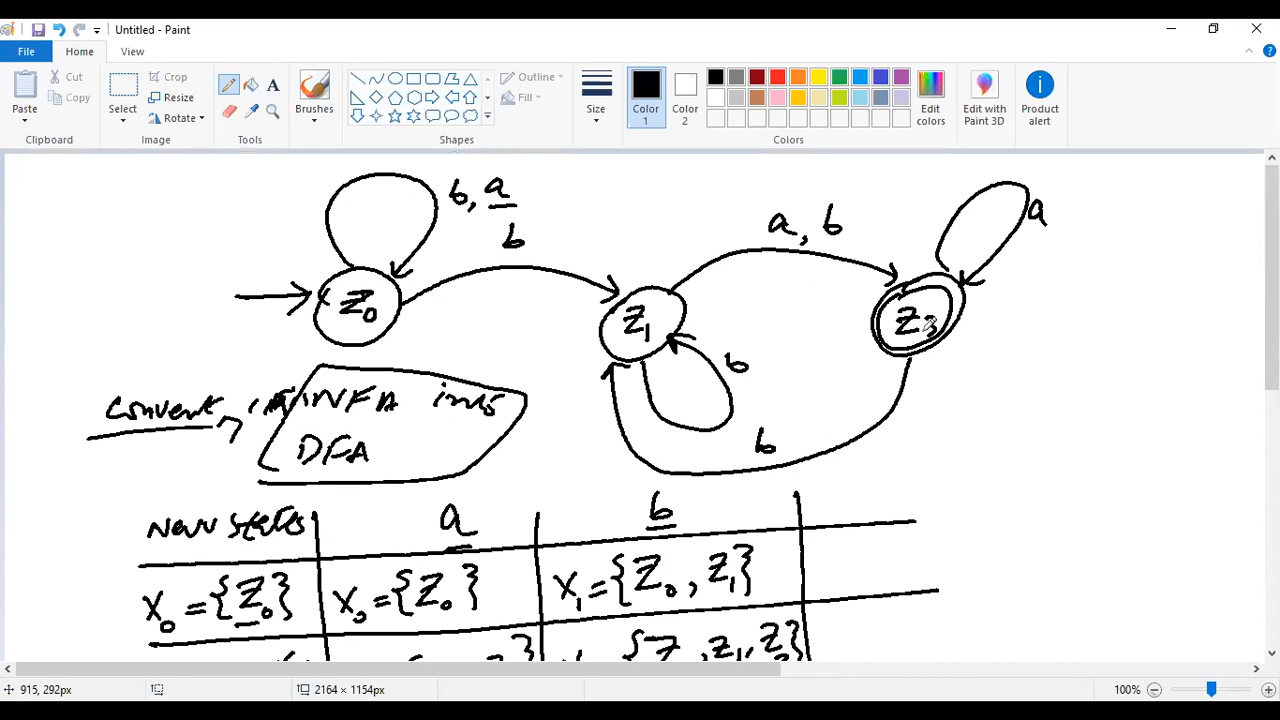 Untitled - Paint
File Home View
Paste Cut Copy Select Crop Resize Rotate Brushes Outline Fill Size Color 1 Color 2 Edit colors Edit with Paint 3D Product alert
Clipboard Image Tools Shapes Colors
b, a
b
a, b
a
Z0
Z1
Z3
b
b
Convert NFA into
DFA
New States a b
X0 = {Z0} X0 = {Z0} X1 = {Z0, Z1}
915, 292px 2164 × 1154px 100%